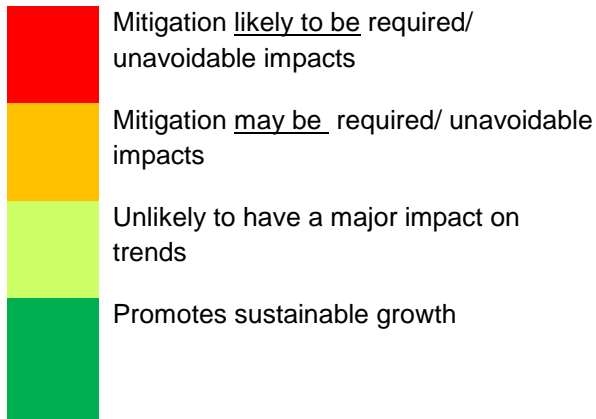 Mitigation likely to be required/
unavoidable impacts
Mitigation may be  required/ unavoidable
impacts
Unlikely to have a major impact on
trends
Promotes sustainable growth